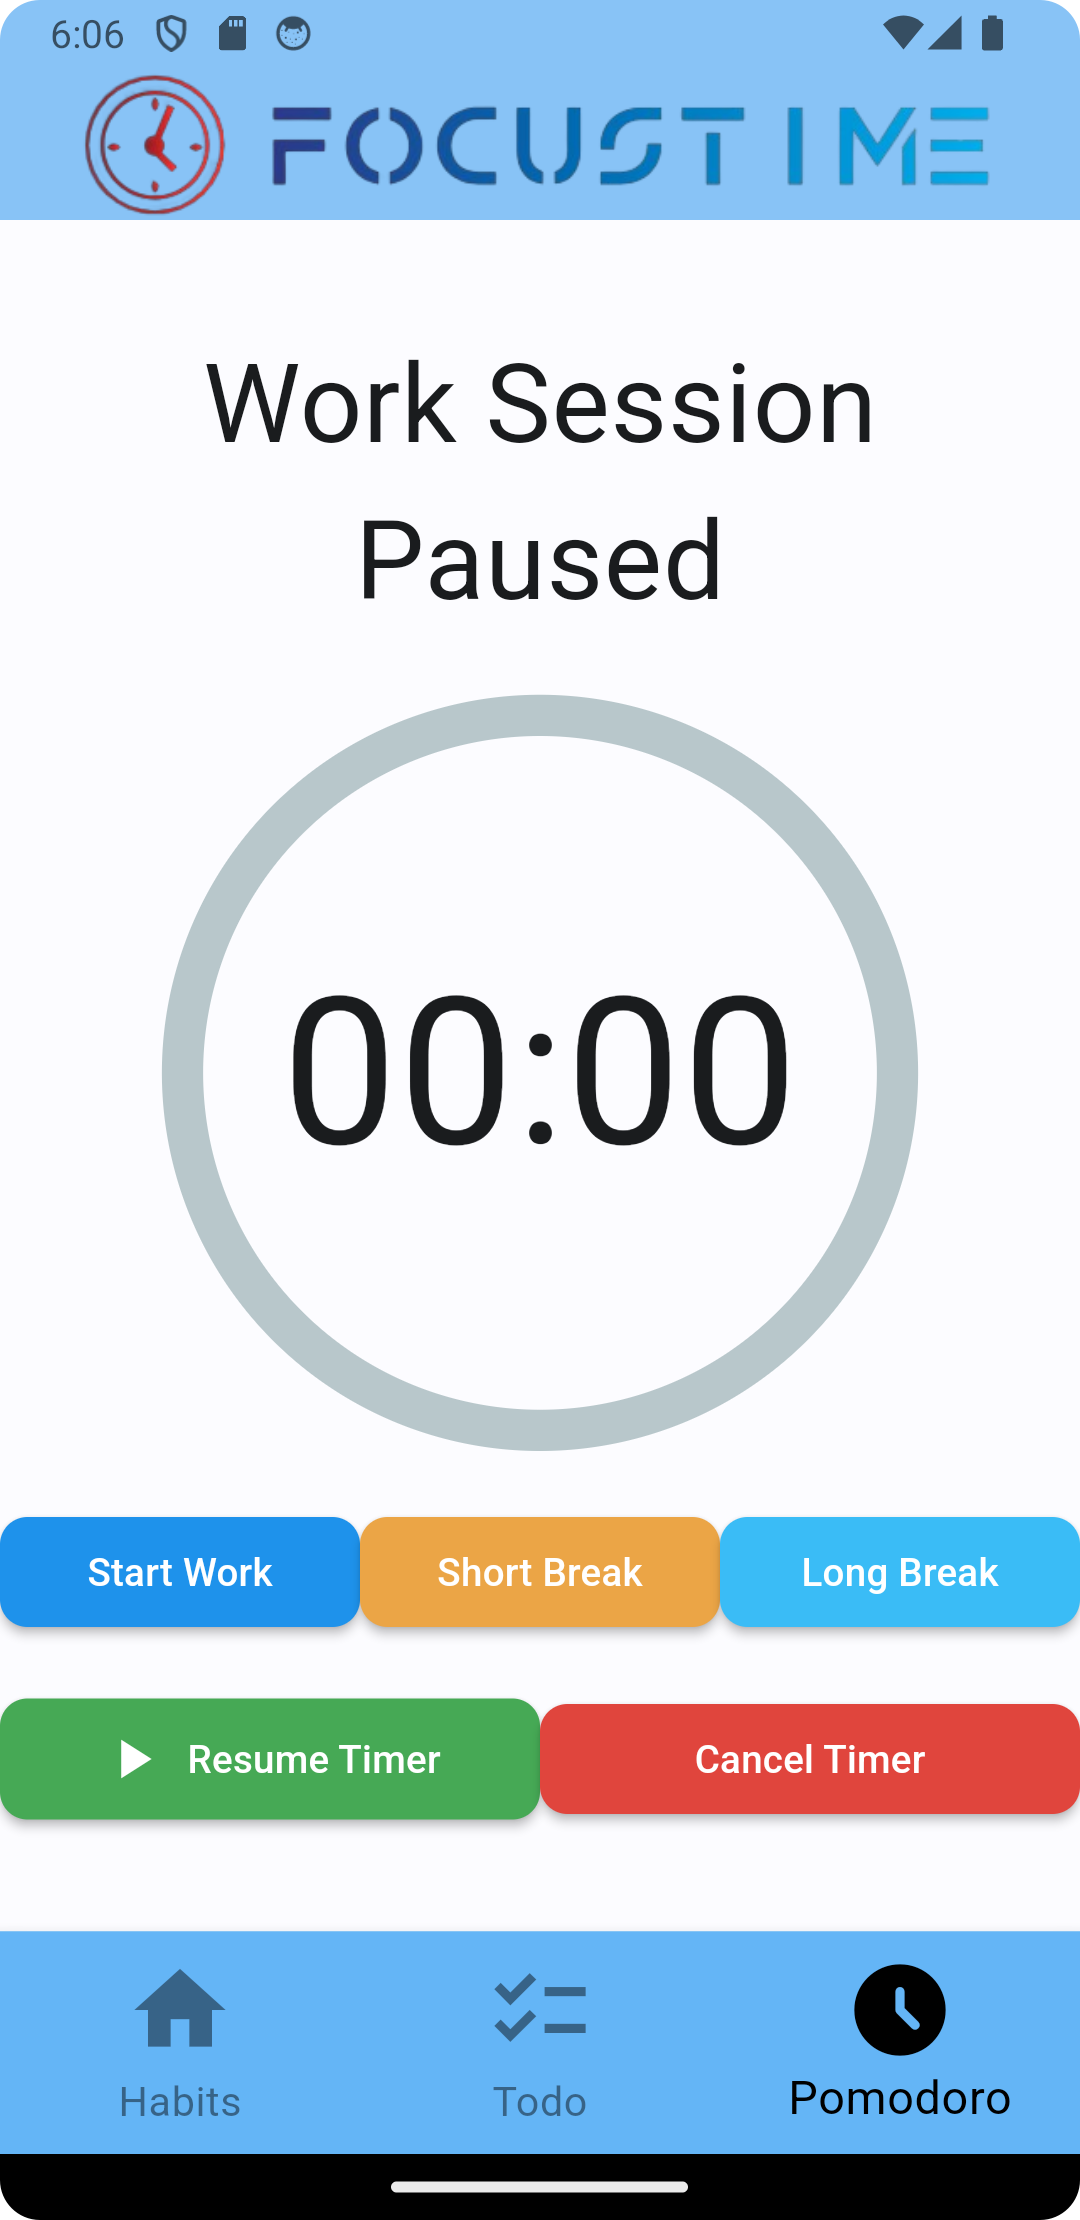 6:06
FOCUSTIME
Work Session
Paused
00:00
Start Work
Short Break
Long Break
Resume Timer
Cancel Timer
Habits
Todo
Pomodoro